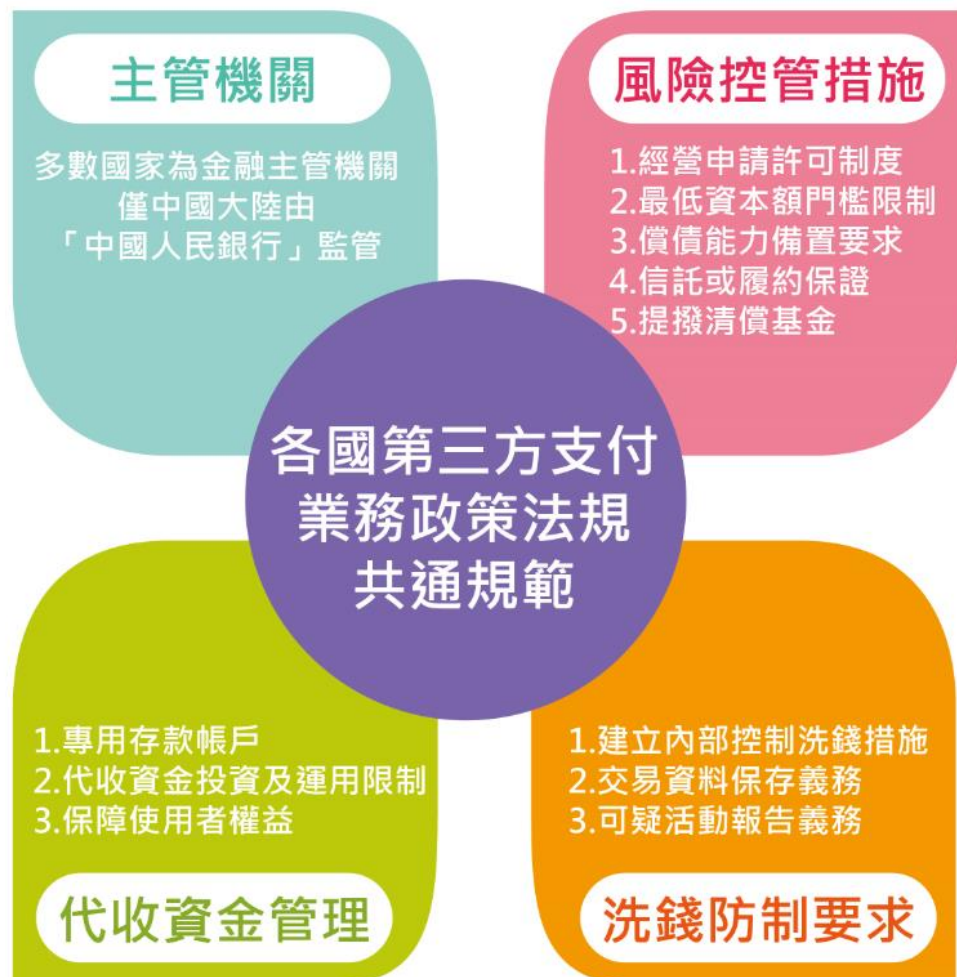 主管機關
多數國家為金融主管機關
僅中國大陸由
「中國人民銀行」監管
風險控管措施
1.經營申請許可制度
2.最低資本額門檻限制
3.償債能力備置要求
4.信託或履約保證
5.提撥清償基金
各國第三方支付
業務政策法規
共通規範
1.專用存款帳戶
2.代收資金投資及運用限制
3.保障使用者權益
代收資金管理
1.建立內部控制洗錢措施
2.交易資料保存義務
3.可疑活動報告義務
洗錢防制要求